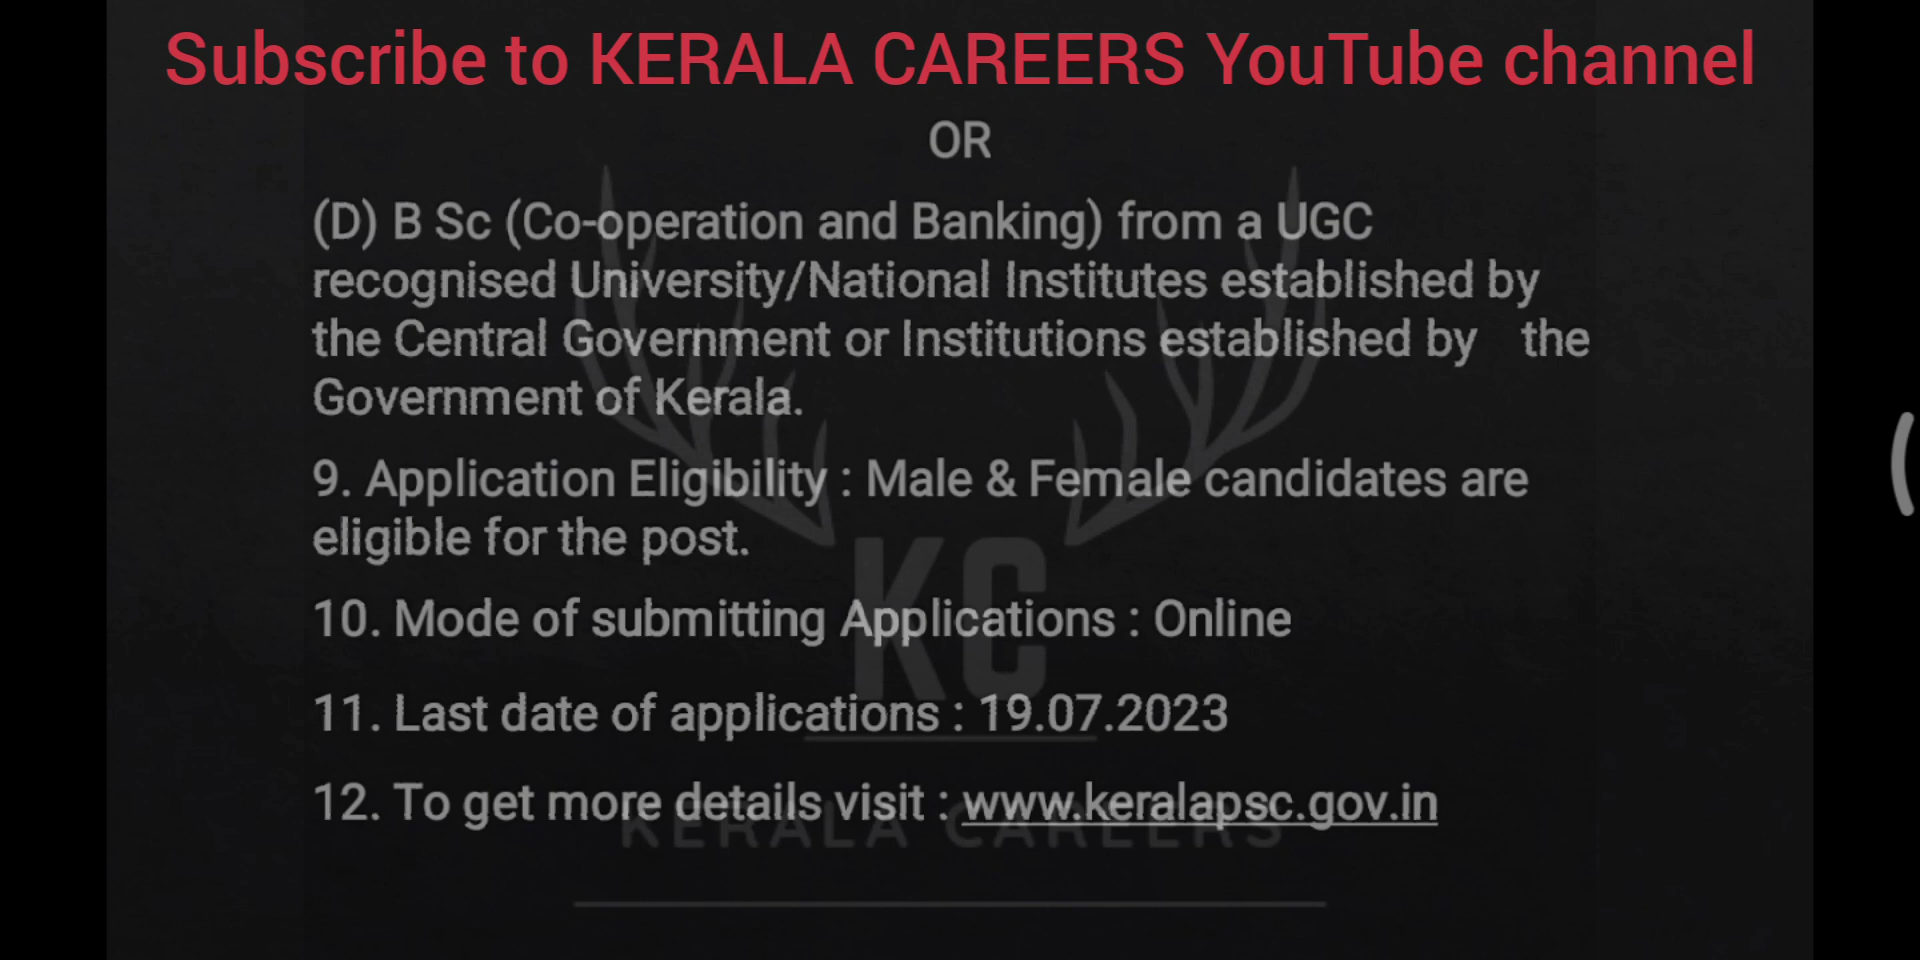 Subscribe to KERALA CAREERS YouTube channel
OR
(D) B Sc (Co-operation and Banking) from a UGC
recognised University/National Institutes established by
the Central Government or Institutions established by the
Government of Kerala.
9. Application Eligibility : Male & Female candidates are
eligible for the post.
KC
10. Mode of submitting Applications : Online
11. Last date of applications : 19.07.2023
12. To get more details visit : www.keralapsc.gov.in
KERALA CAREERS